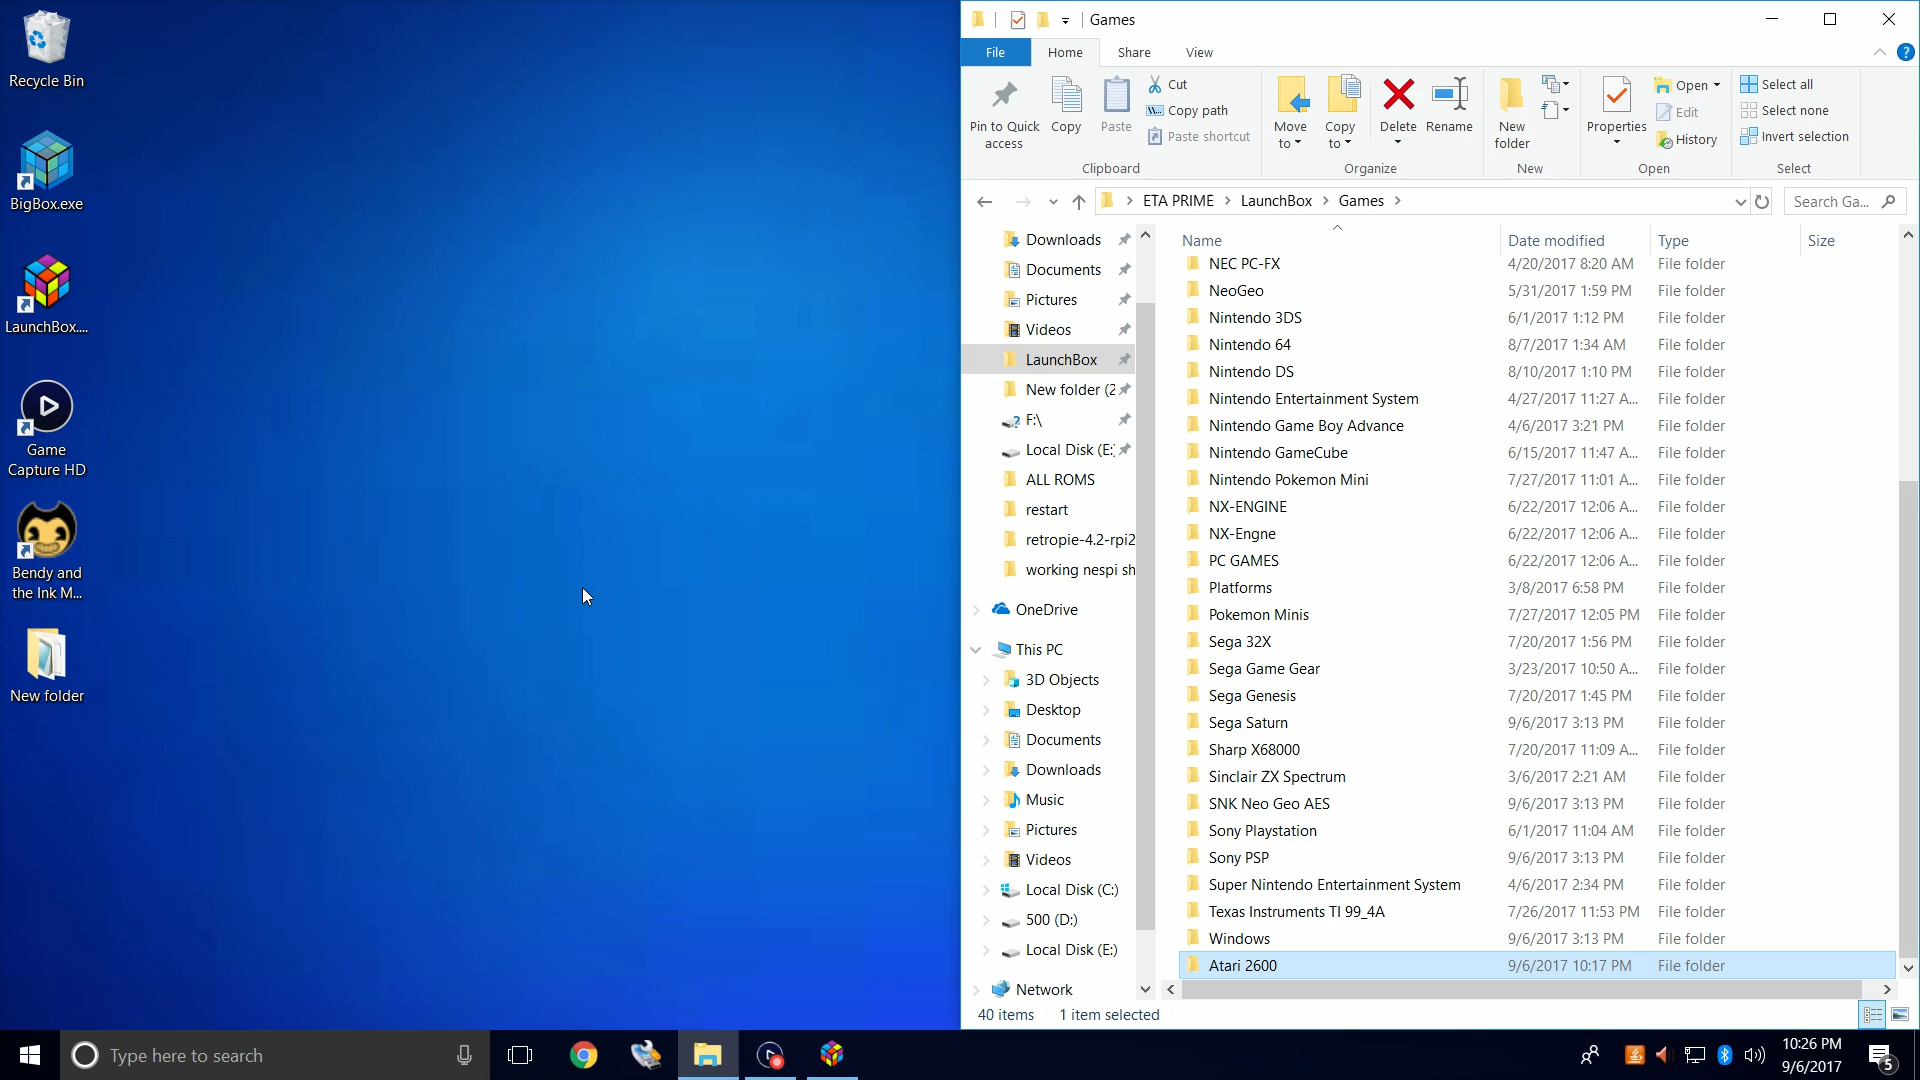 Recycle Bin
BigBox.exe
LaunchBox....
Game
Capture HD
Bendy and
the Ink M...
New folder
Games
File
Home
Share
View
Pin to Quick
access
Copy
Paste
Cut
Copy path
Paste shortcut
Clipboard
Move
to
Copy
to
Delete
Rename
Organize
New
folder
New
Properties
Open
Edit
History
Open
Select all
Select none
Invert selection
Select
ETA PRIME
LaunchBox
Games
Search Ga...
Downloads
Documents
Pictures
Videos
LaunchBox
New folder (2
F:\
Local Disk (E:)
ALL ROMS
restart
retropie-4.2-rpi2
working nespi sh
OneDrive
This PC
3D Objects
Desktop
Documents
Downloads
Music
Pictures
Videos
Local Disk (C:)
500 (D:)
Local Disk (E:)
Network
Name Date modified Type Size
NEC PC-FX 4/20/2017 8:20 AM File folder
NeoGeo 5/31/2017 1:59 PM File folder
Nintendo 3DS 6/1/2017 1:12 PM File folder
Nintendo 64 8/7/2017 1:34 AM File folder
Nintendo DS 8/10/2017 1:10 PM File folder
Nintendo Entertainment System 4/27/2017 11:27 A... File folder
Nintendo Game Boy Advance 4/6/2017 3:21 PM File folder
Nintendo GameCube 6/15/2017 11:47 A... File folder
Nintendo Pokemon Mini 7/27/2017 11:01 A... File folder
NX-ENGINE 6/22/2017 12:06 A... File folder
NX-Engne 6/22/2017 12:06 A... File folder
PC GAMES 6/22/2017 12:06 A... File folder
Platforms 3/8/2017 6:58 PM File folder
Pokemon Minis 7/27/2017 12:05 PM File folder
Sega 32X 7/20/2017 1:56 PM File folder
Sega Game Gear 3/23/2017 10:50 A... File folder
Sega Genesis 7/20/2017 1:45 PM File folder
Sega Saturn 9/6/2017 3:13 PM File folder
Sharp X68000 7/20/2017 11:09 A... File folder
Sinclair ZX Spectrum 3/6/2017 2:21 AM File folder
SNK Neo Geo AES 9/6/2017 3:13 PM File folder
Sony Playstation 6/1/2017 11:04 AM File folder
Sony PSP 9/6/2017 3:13 PM File folder
Super Nintendo Entertainment System 4/6/2017 2:34 PM File folder
Texas Instruments TI 99_4A 7/26/2017 11:53 PM File folder
Windows 9/6/2017 3:13 PM File folder
Atari 2600 9/6/2017 10:17 PM File folder
40 items 1 item selected
Type here to search
10:26 PM
9/6/2017
5